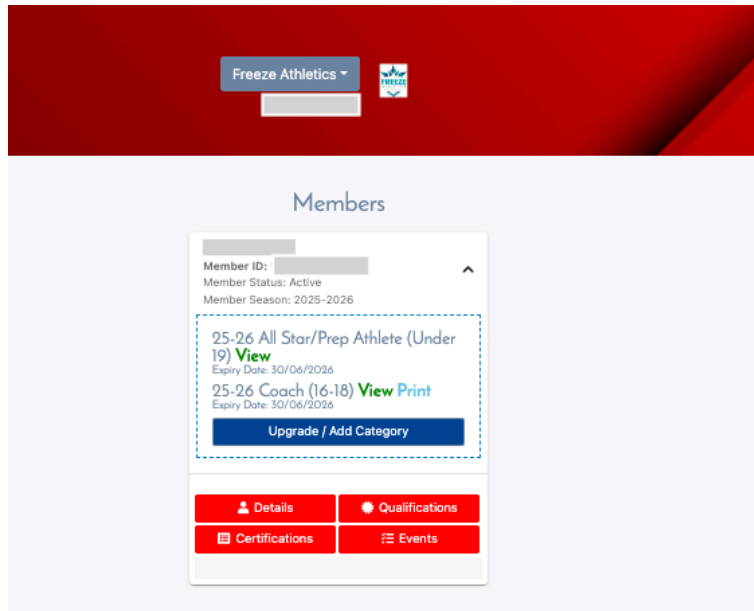 Freeze Athletics
FREEZE
Members
Member ID:
Member Status: Active
Member Season: 2025-2026
25-26 All Star/Prep Athlete (Under
19) View
Expiry Date: 30/06/2026
25-26 Coach (16-18) View Print
Expiry Date: 30/06/2026
Upgrade / Add Category
Details
Qualifications
Certifications
Events